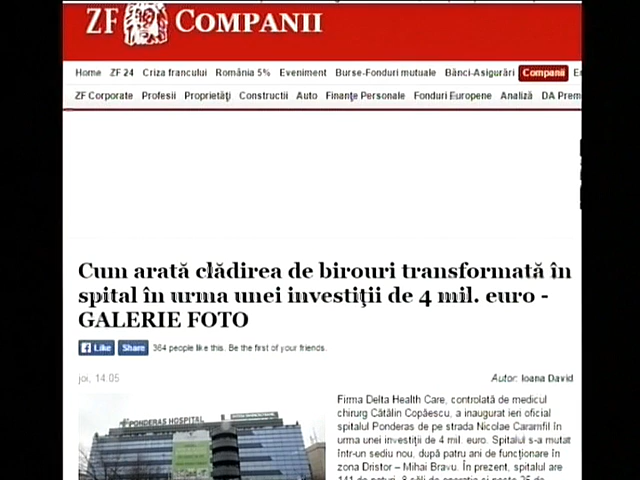 ZF COMPANII
Home ZF 24 Criza francului România 5% Eveniment Burse-Fonduri mutuale Bănci-Asigurări Companii
ZF Corporate Profesii Proprietăţi Constructii Auto Finanţe Personale Fonduri Europene Analiză DA Prem
Cum arată clădirea de birouri transformată în
spital în urma unei investiţii de 4 mil. euro -
GALERIE FOTO
Like Share 364 people like this. Be the first of your friends.
joi, 14:05 Autor: Ioana David
Firma Delta Health Care, controlată de medicul
chirurg Cătălin Copăescu, a inaugurat ieri oficial
spitalul Ponderas de pe strada Nicolae Caramfil în
urma unei investiţii de 4 mil. euro. Spitalul s-a mutat
într-un sediu nou, după patru ani de funcţionare în
zona Dristor – Mihai Bravu. În prezent, spitalul are
PONDERAS HOSPITAL